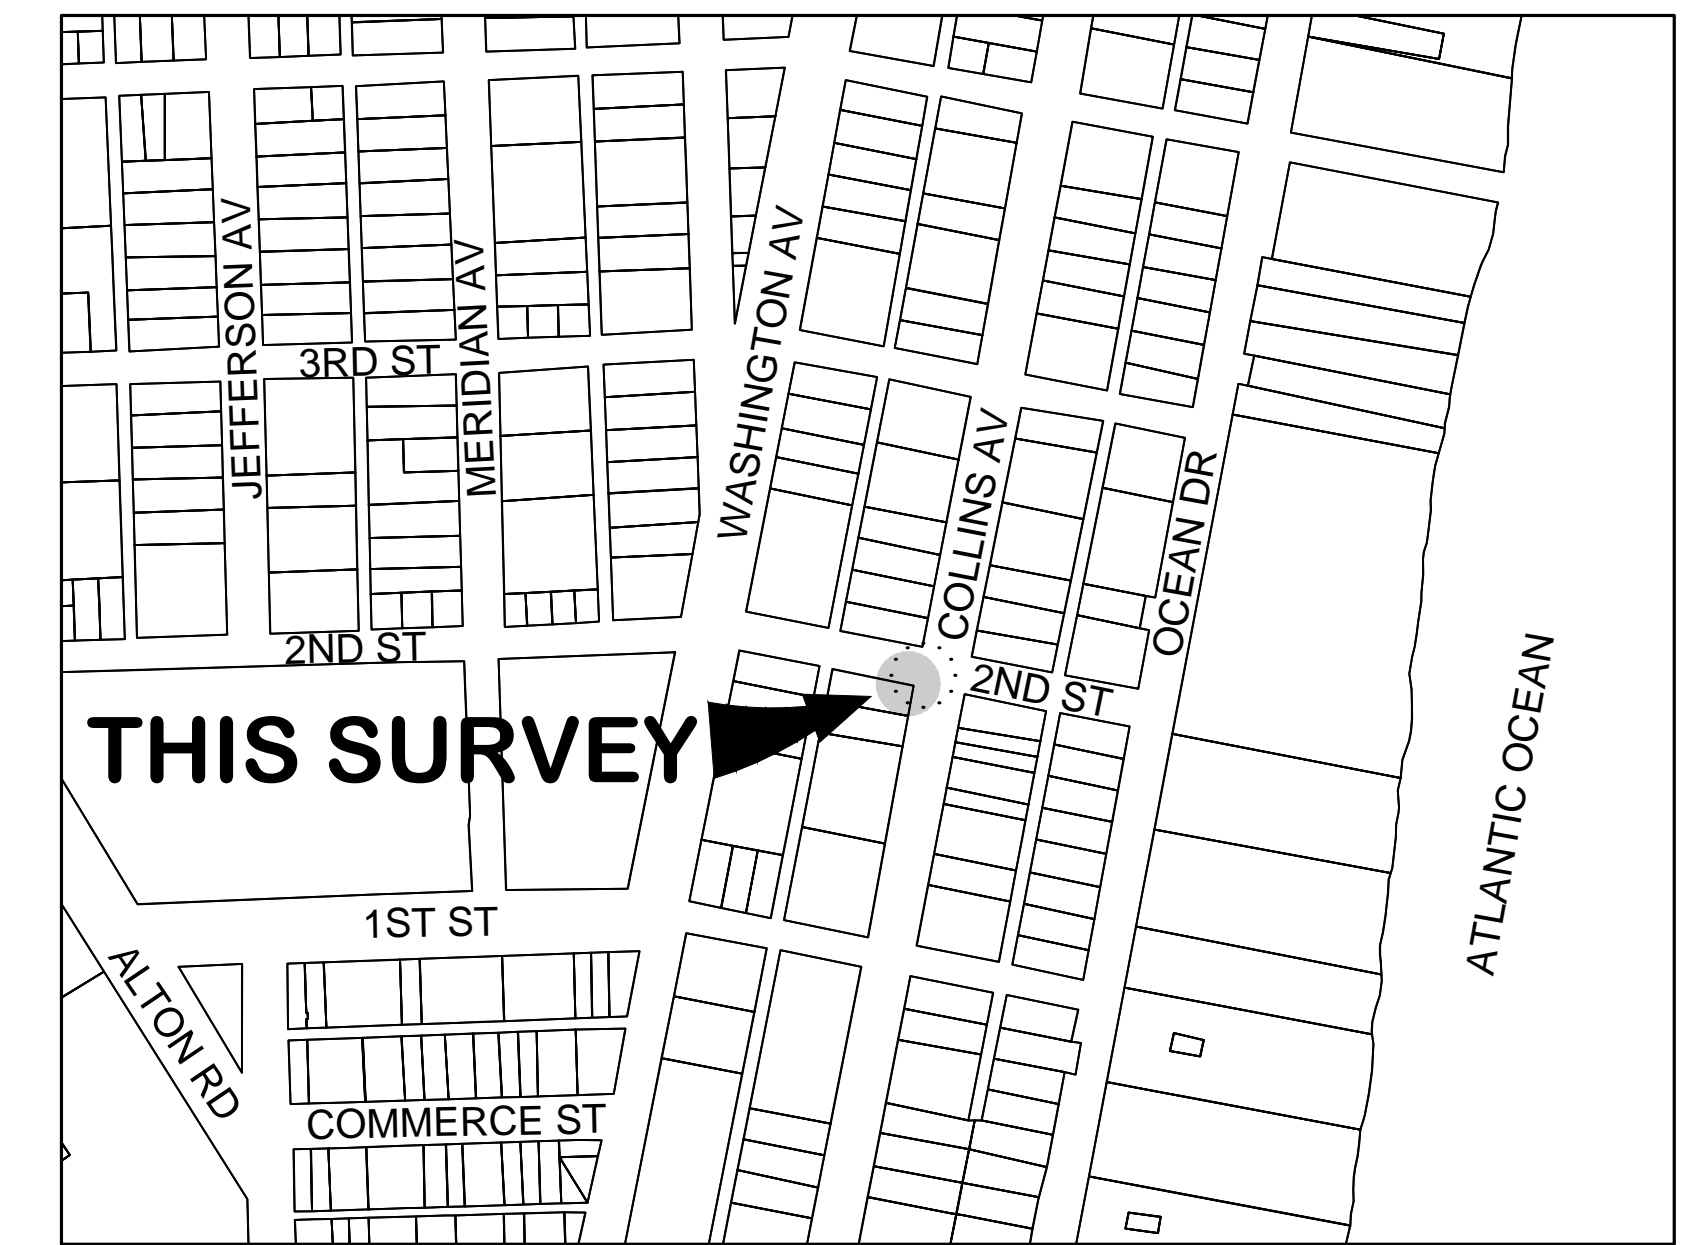 JEFFERSON AV
MERIDIAN AV
WASHINGTON AV
3RD ST
COLLINS AV
OCEAN DR
2ND ST
2ND ST
THIS SURVEY
ATLANTIC OCEAN
1ST ST
ALTON RD
COMMERCE ST